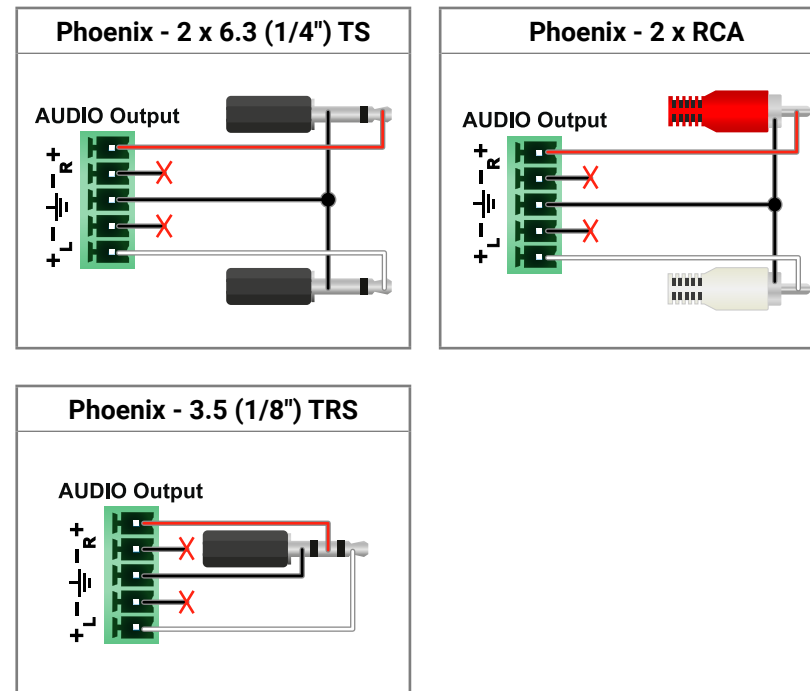 Phoenix - 2 x 6.3 (1/4") TS
AUDIO Output
+
R
-
-
L
+
Phoenix - 2 x RCA
AUDIO Output
+
R
-
-
L
+
Phoenix - 3.5 (1/8") TRS
AUDIO Output
+
R
-
-
L
+